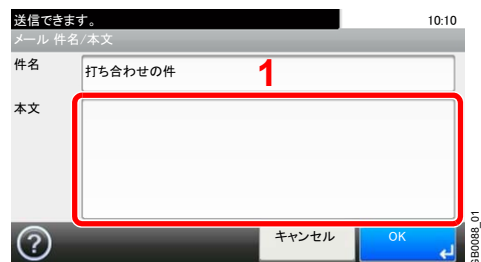 送信できます。 10:10
メール 件名/本文
件名 打ち合わせの件 1
本文
? キャンセル OK
GB0088_01